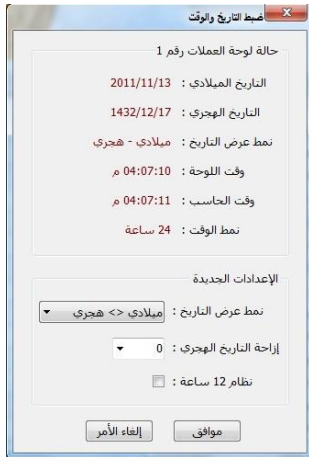 ضبط التاريخ والوقت
حالة لوحة العملات رقم 1
التاريخ الميلادي : 2011/11/13
التاريخ الهجري : 1432/12/17
نمط عرض التاريخ : ميلادي - هجري
وقت اللوحة : 04:07:10 م
وقت الحاسب : 04:07:11 م
نمط الوقت : 24 ساعة
الإعدادات الجديدة
نمط عرض التاريخ : ميلادي <> هجري
إزاحة التاريخ الهجري : 0
نظام 12 ساعة :
موافق إلغاء الأمر